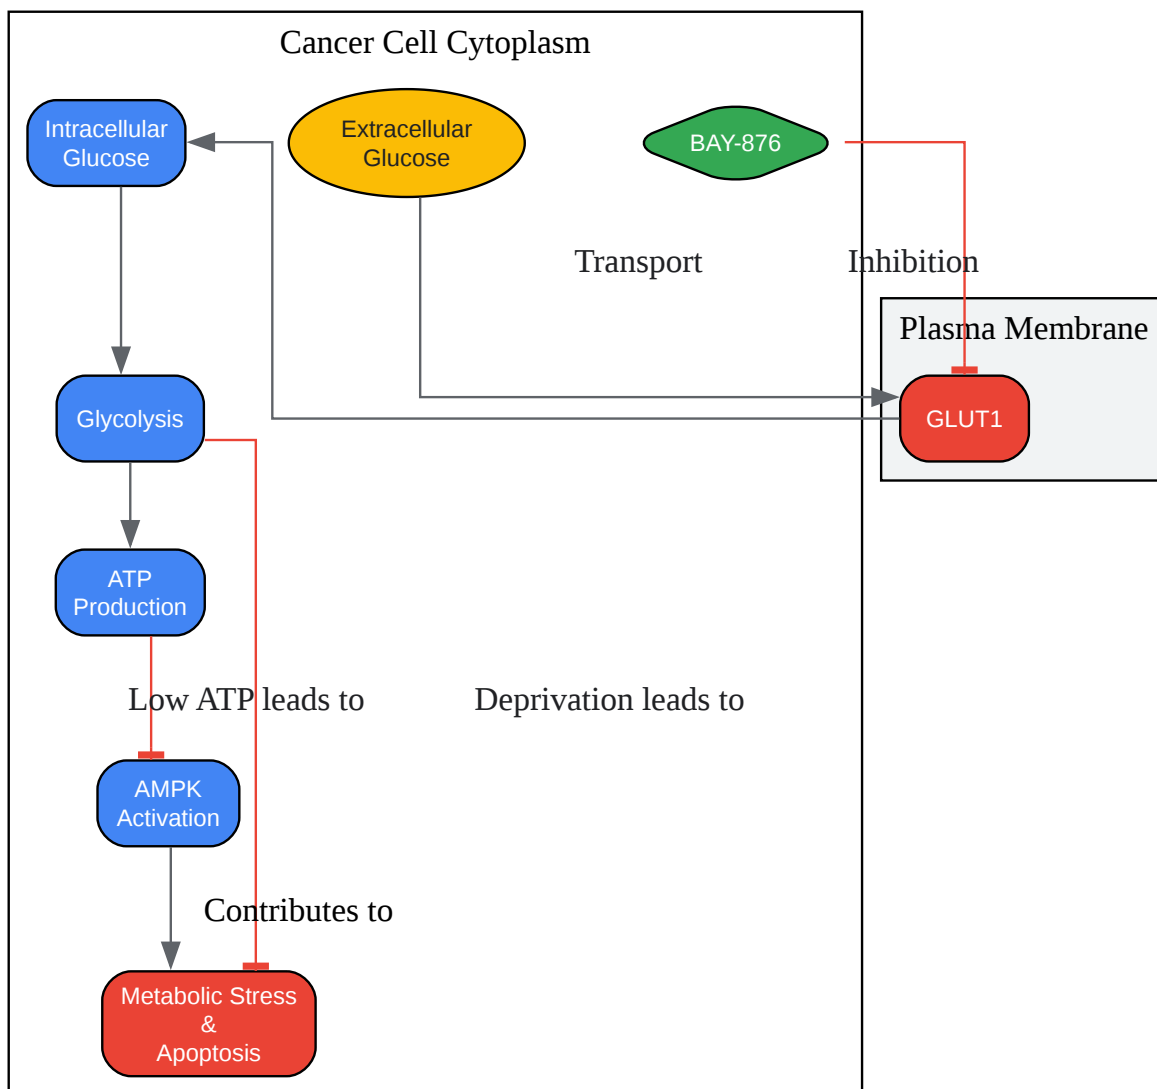 Cancer Cell Cytoplasm
Intracellular
Glucose
Extracellular
Glucose
BAY-876
Transport
Inhibition
Plasma Membrane
Glycolysis
GLUT1
ATP
Production
Low ATP leads to
Deprivation leads to
AMPK
Activation
Contributes to
Metabolic Stress
&
Apoptosis